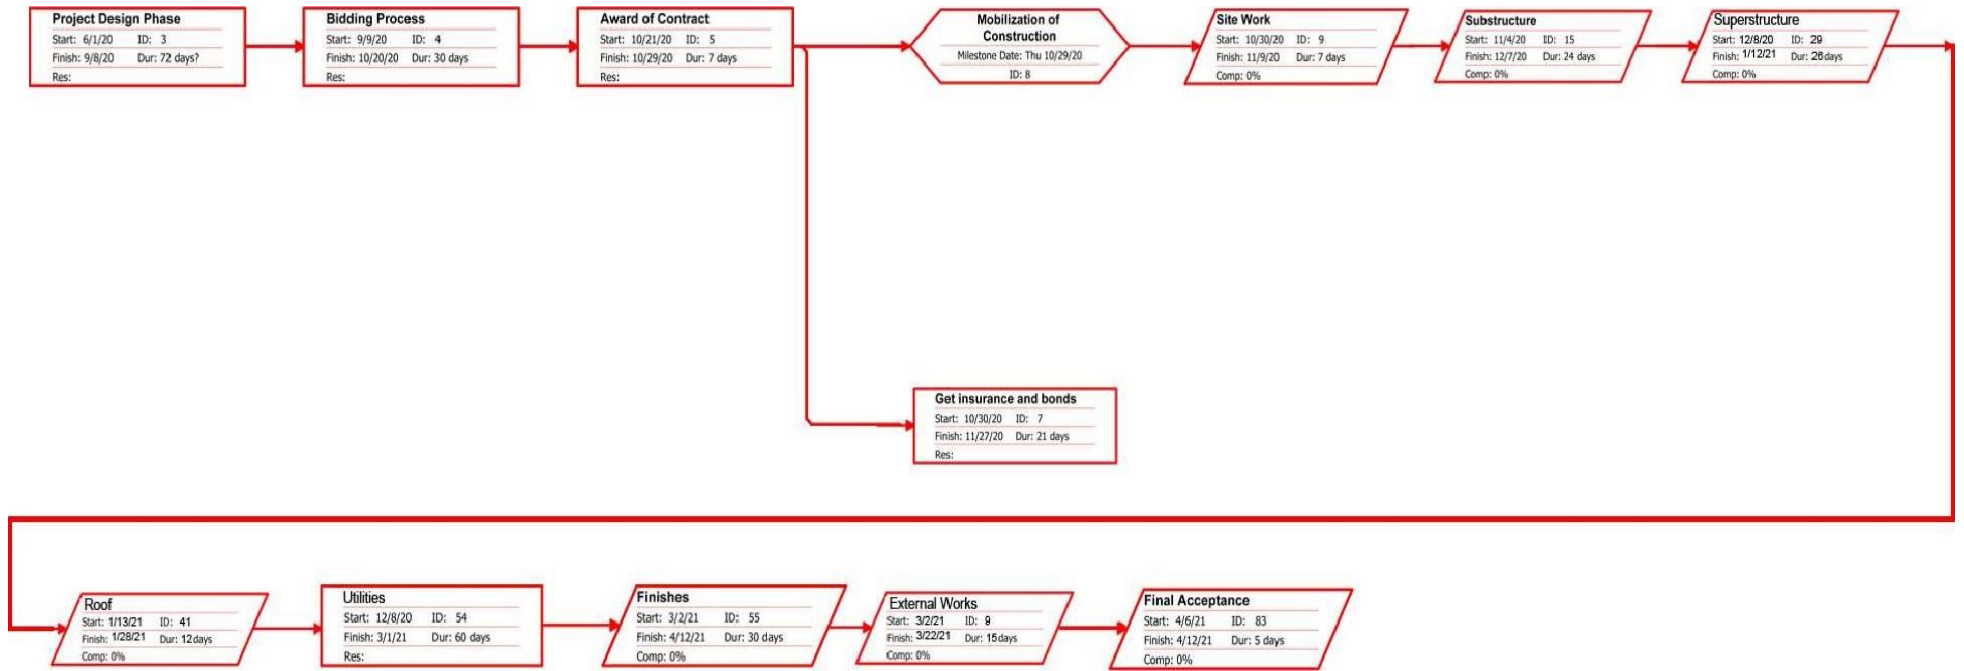 Project Design Phase
Start: 6/1/20 ID: 3
Finish: 9/8/20 Dur: 72 days?
Res:
Bidding Process
Start: 9/9/20 ID: 4
Finish: 10/20/20 Dur: 30 days
Res:
Award of Contract
Start: 10/21/20 ID: 5
Finish: 10/29/20 Dur: 7 days
Res:
Mobilization of
Construction
Milestone Date: Thu 10/29/20
ID: 8
Site Work
Start: 10/30/20 ID: 9
Finish: 11/9/20 Dur: 7 days
Comp: 0%
Substructure
Start: 11/4/20 ID: 15
Finish: 12/7/20 Dur: 24 days
Comp: 0%
Superstructure
Start: 12/8/20 ID: 29
Finish: 1/12/21 Dur: 26days
Comp: 0%
Get insurance and bonds
Start: 10/30/20 ID: 7
Finish: 11/27/20 Dur: 21 days
Res:
Roof
Start: 1/13/21 ID: 41
Finish: 1/28/21 Dur: 12days
Comp: 0%
Utilities
Start: 12/8/20 ID: 54
Finish: 3/1/21 Dur: 60 days
Res:
Finishes
Start: 3/2/21 ID: 55
Finish: 4/12/21 Dur: 30 days
Comp: 0%
External Works
Start: 3/2/21 ID: 9
Finish: 3/22/21 Dur: 15days
Comp: 0%
Final Acceptance
Start: 4/6/21 ID: 83
Finish: 4/12/21 Dur: 5 days
Comp: 0%